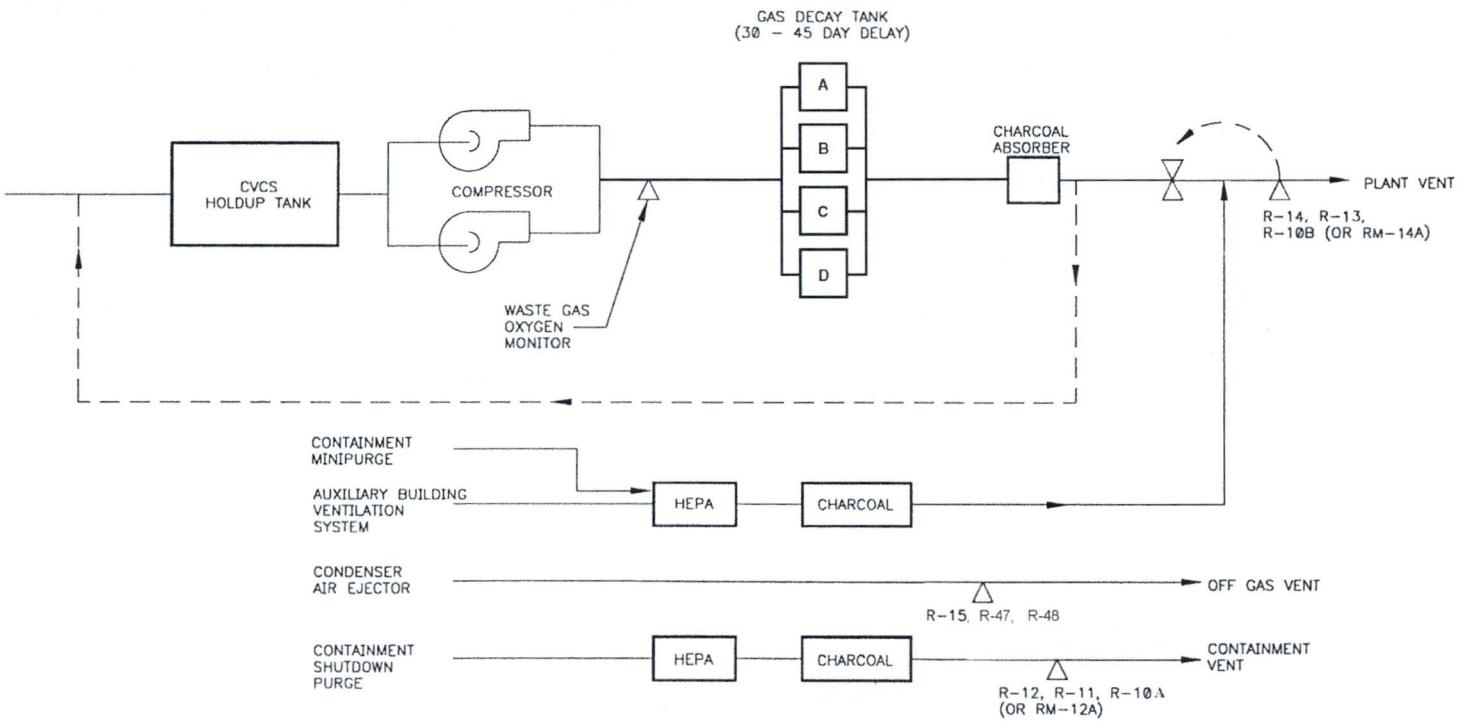 GAS DECAY TANK
(30 - 45 DAY DELAY)
A
B
C
D
CVCS
HOLDUP TANK
COMPRESSOR
CHARCOAL
ABSORBER
PLANT VENT
R-14, R-13,
R-10B (OR RM-14A)
WASTE GAS
OXYGEN
MONITOR
CONTAINMENT
MINIPURGE
AUXILIARY BUILDING
VENTILATION
SYSTEM
HEPA
CHARCOAL
CONDENSER
AIR EJECTOR
OFF GAS VENT
R-15, R-47, R-48
CONTAINMENT
SHUTDOWN
PURGE
HEPA
CHARCOAL
CONTAINMENT
VENT
R-12, R-11, R-10A
(OR RM-12A)